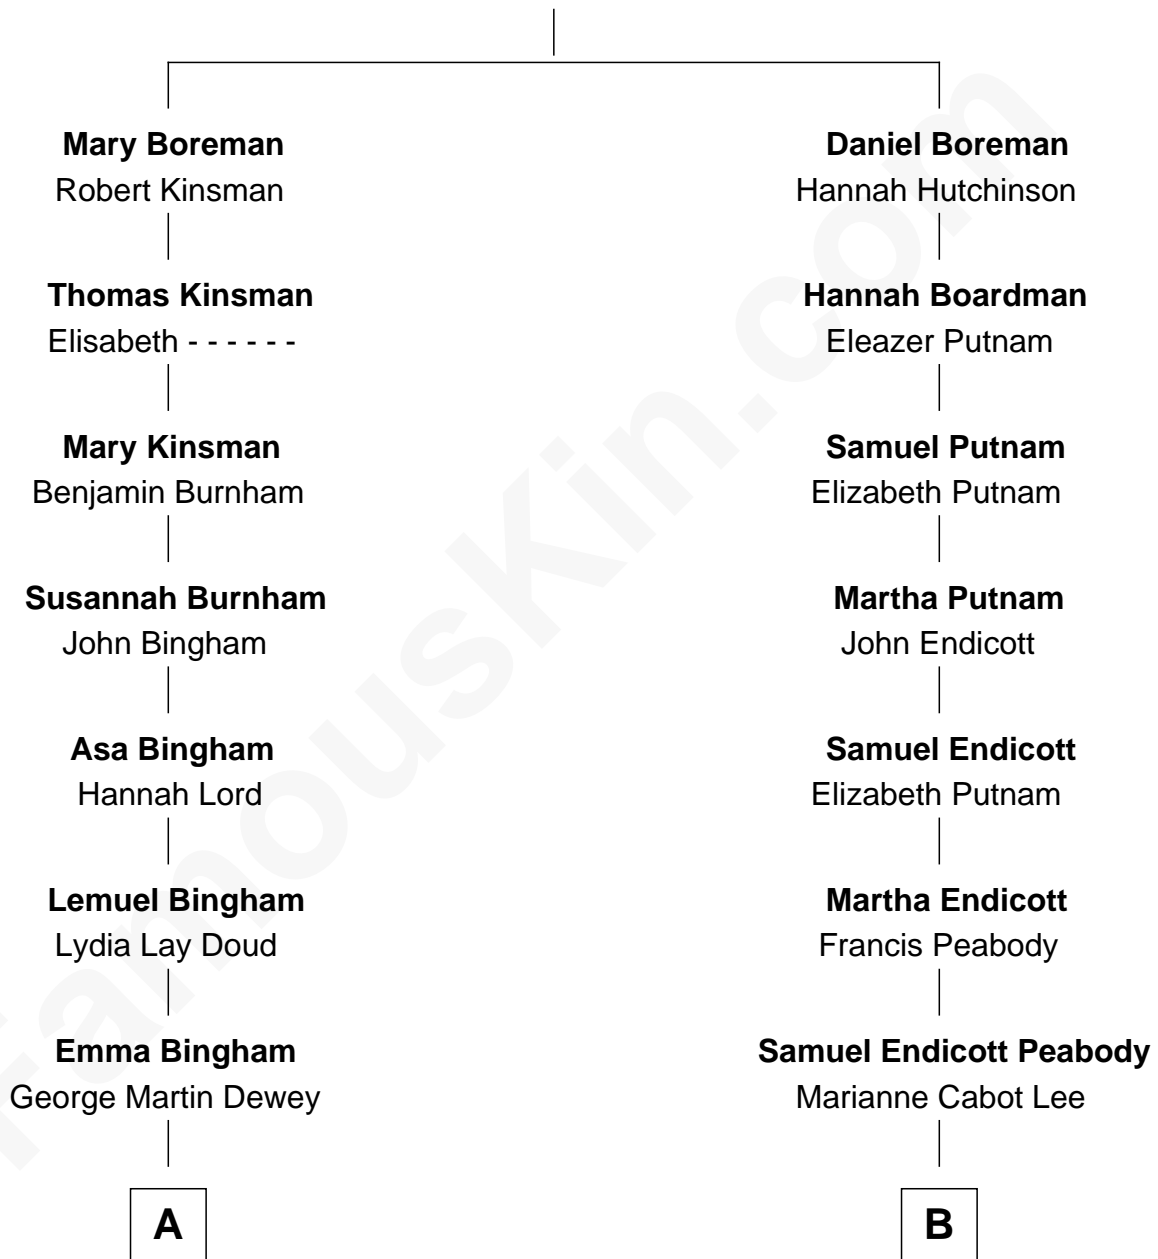 Mary Boreman
Robert Kinsman
Daniel Boreman
Hannah Hutchinson
Thomas Kinsman
Elisabeth - - - - - -
Hannah Boardman
Eleazer Putnam
Mary Kinsman
Benjamin Burnham
Samuel Putnam
Elizabeth Putnam
Susannah Burnham
John Bingham
Martha Putnam
John Endicott
Asa Bingham
Hannah Lord
Samuel Endicott
Elizabeth Putnam
Lemuel Bingham
Lydia Lay Doud
Martha Endicott
Francis Peabody
Emma Bingham
George Martin Dewey
Samuel Endicott Peabody
Marianne Cabot Lee
A
B
FamousKin.com